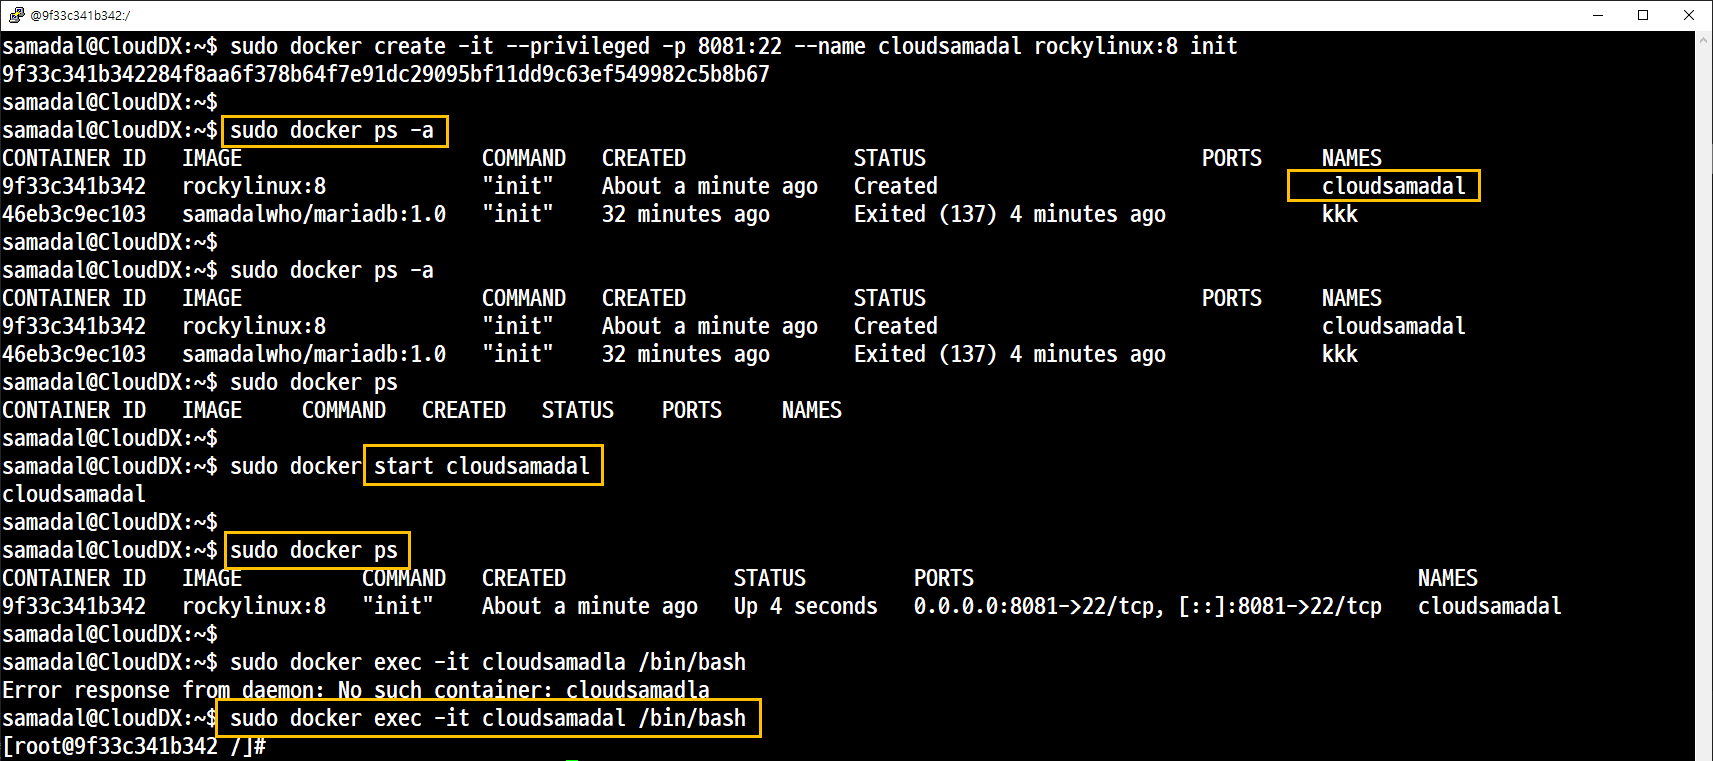 @9f33c341b342:/
samadal@CloudDX:~$ sudo docker create -it --privileged -p 8081:22 --name cloudsamadal rockylinux:8 init
9f33c341b342284f8aa6f378b64f7e91dc29095bf11dd9c63ef549982c5b8b67
samadal@CloudDX:~$
samadal@CloudDX:~$ sudo docker ps -a
CONTAINER ID   IMAGE                    COMMAND   CREATED              STATUS                       PORTS     NAMES
9f33c341b342   rockylinux:8             "init"    About a minute ago   Created                                cloudsamadal
46eb3c9ec103   samadalwho/mariadb:1.0   "init"    32 minutes ago       Exited (137) 4 minutes ago             kkk
samadal@CloudDX:~$
samadal@CloudDX:~$ sudo docker ps -a
CONTAINER ID   IMAGE                    COMMAND   CREATED              STATUS                       PORTS     NAMES
9f33c341b342   rockylinux:8             "init"    About a minute ago   Created                                cloudsamadal
46eb3c9ec103   samadalwho/mariadb:1.0   "init"    32 minutes ago       Exited (137) 4 minutes ago             kkk
samadal@CloudDX:~$ sudo docker ps
CONTAINER ID   IMAGE     COMMAND   CREATED   STATUS    PORTS     NAMES
samadal@CloudDX:~$
samadal@CloudDX:~$ sudo docker start cloudsamadal
cloudsamadal
samadal@CloudDX:~$
samadal@CloudDX:~$ sudo docker ps
CONTAINER ID   IMAGE          COMMAND   CREATED              STATUS         PORTS                                     NAMES
9f33c341b342   rockylinux:8   "init"    About a minute ago   Up 4 seconds   0.0.0.0:8081->22/tcp, [::]:8081->22/tcp   cloudsamadal
samadal@CloudDX:~$
samadal@CloudDX:~$ sudo docker exec -it cloudsamadla /bin/bash
Error response from daemon: No such container: cloudsamadla
samadal@CloudDX:~$ sudo docker exec -it cloudsamadal /bin/bash
[root@9f33c341b342 /]#